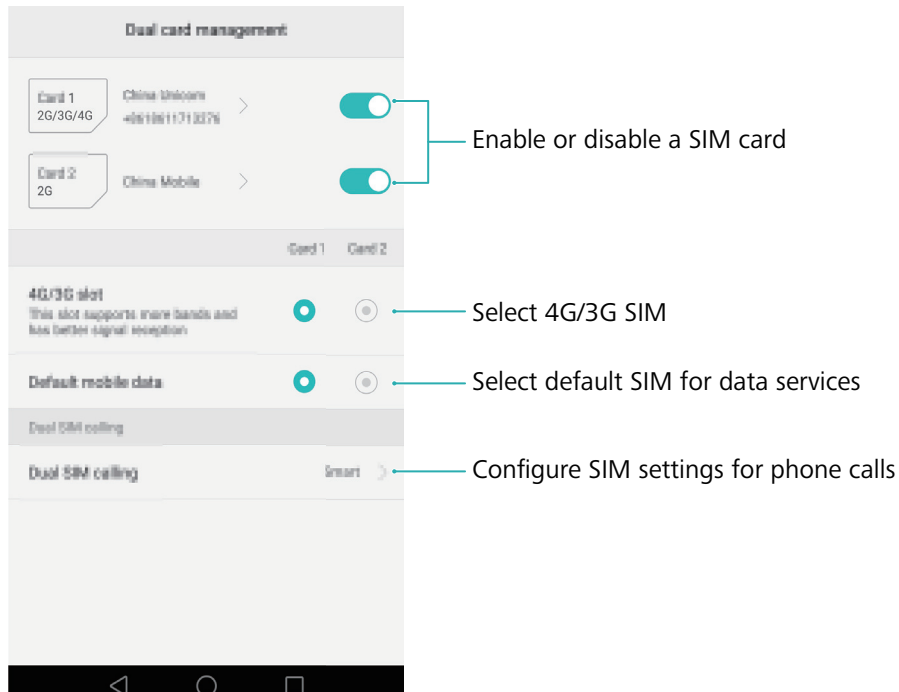 Dual card management
Card 1
2G/3G/4G
China Unicom
Card 2
2G
China Mobile
Enable or disable a SIM card
Card 1 Card 2
4G/3G slot
This slot supports more bands and
has better signal reception
Select 4G/3G SIM
Default mobile data
Select default SIM for data services
Dual SIM calling
Dual SIM calling
Smart
Configure SIM settings for phone calls